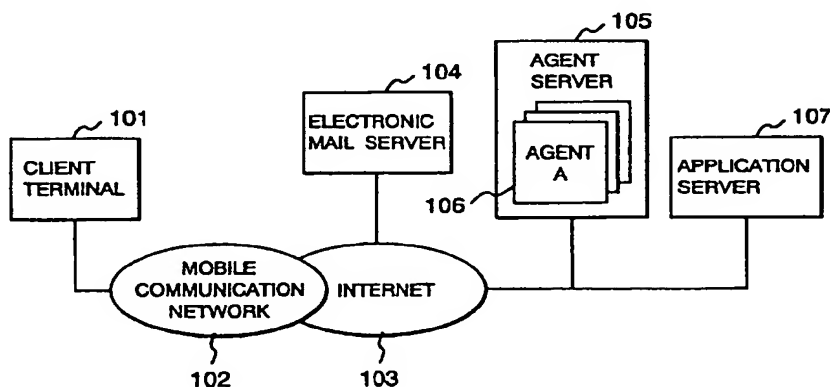 105
AGENT
SERVER
104
ELECTRONIC
MAIL SERVER
101
CLIENT
TERMINAL
107
APPLICATION
SERVER
AGENT
A
106
MOBILE
COMMUNICATION
NETWORK
INTERNET
102
103